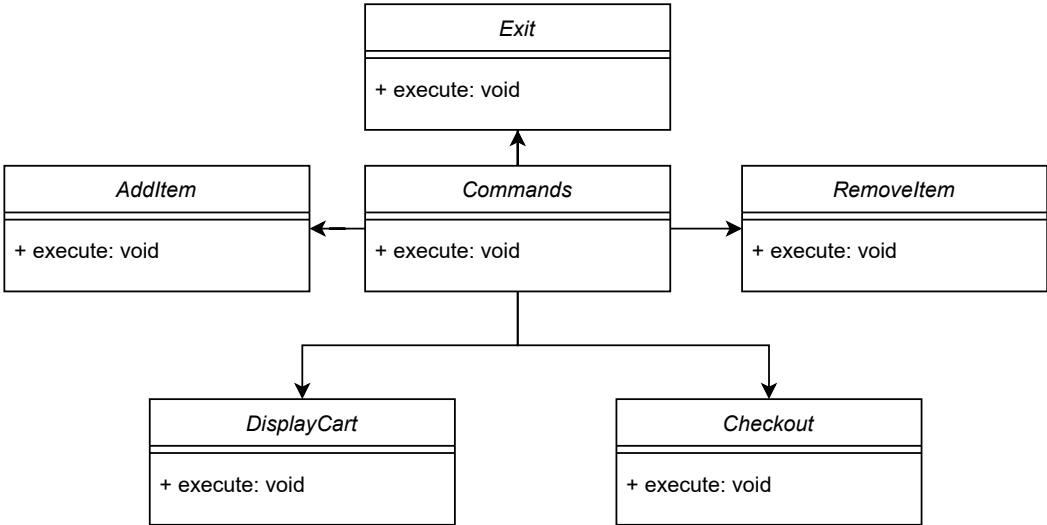 Exit
+ execute: void
AddItem
+ execute: void
Commands
+ execute: void
RemoveItem
+ execute: void
DisplayCart
+ execute: void
Checkout
+ execute: void